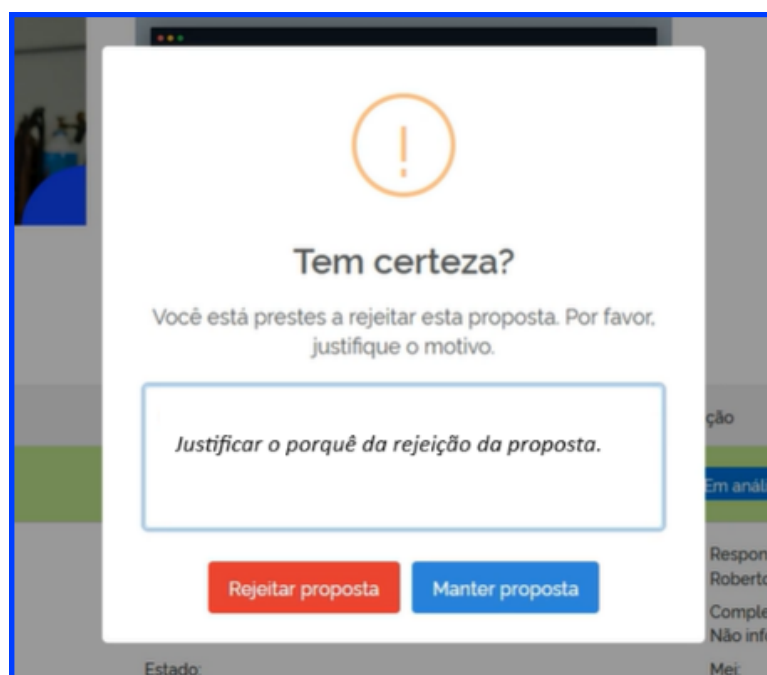 !
Tem certeza?
Você está prestes a rejeitar esta proposta. Por favor,
justifique o motivo.
Justificar o porquê da rejeição da proposta.
Rejeitar proposta
Manter proposta
ção
Em análi
Respon
Roberto
Comple
Não info
Estado:
Mei: